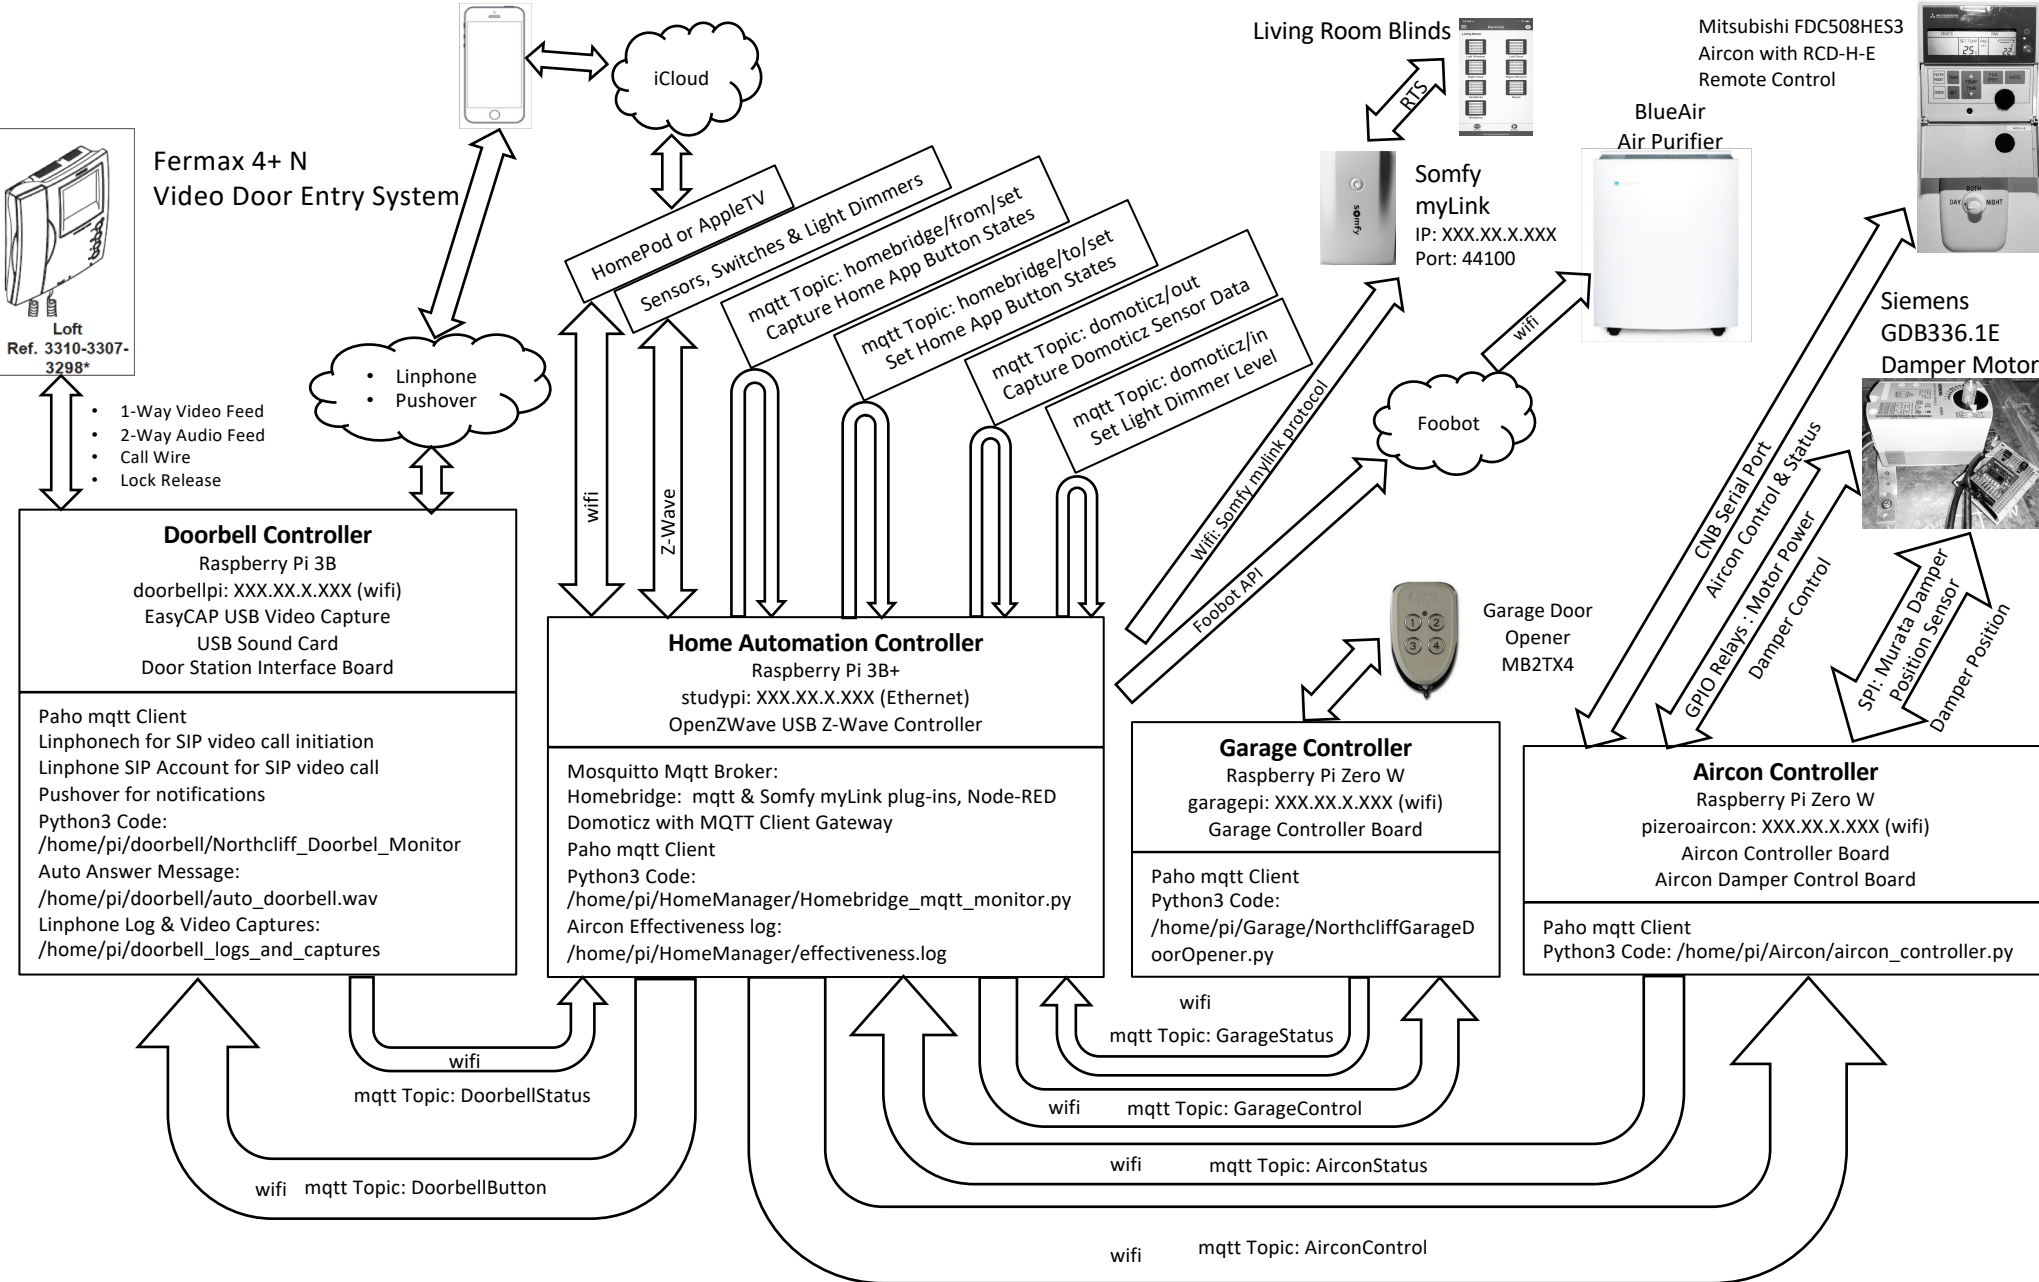 Fermax 4+ N
Video Door Entry System
Loft
Ref. 3310-3307-
3298*
• 1-Way Video Feed
• 2-Way Audio Feed
• Call Wire
• Lock Release
iCloud
• Linphone
• Pushover
HomePod or AppleTV
Sensors, Switches & Light Dimmers
mqtt Topic: homebridge/from/set
Capture Home App Button States
mqtt Topic: homebridge/to/set
Set Home App Button States
mqtt Topic: domoticz/out
Capture Domoticz Sensor Data
mqtt Topic: domoticz/in
Set Light Dimmer Level
wifi
Z-Wave
Living Room Blinds
RTS
somfy
Somfy
myLink
IP: XXX.XX.X.XXX
Port: 44100
Wifi: Somfy mylink protocol
Foobot API
Foobot
wifi
BlueAir
Air Purifier
Mitsubishi FDC508HES3
Aircon with RCD-H-E
Remote Control
BOTH
DAY
NIGHT
Siemens
GDB336.1E
Damper Motor
CNB Serial Port
Aircon Control & Status
GPIO Relays : Motor Power
Damper Control
SPI: Murata Damper
Position Sensor
Damper Position
1 2
3 4
Garage Door
Opener
MB2TX4
Doorbell Controller
Raspberry Pi 3B
doorbellpi: XXX.XX.X.XXX (wifi)
EasyCAP USB Video Capture
USB Sound Card
Door Station Interface Board
Paho mqtt Client
Linphonech for SIP video call initiation
Linphone SIP Account for SIP video call
Pushover for notifications
Python3 Code:
/home/pi/doorbell/Northcliff_Doorbel_Monitor
Auto Answer Message:
/home/pi/doorbell/auto_doorbell.wav
Linphone Log & Video Captures:
/home/pi/doorbell_logs_and_captures
Home Automation Controller
Raspberry Pi 3B+
studypi: XXX.XX.X.XXX (Ethernet)
OpenZWave USB Z-Wave Controller
Mosquitto Mqtt Broker:
Homebridge:  mqtt & Somfy myLink plug-ins, Node-RED
Domoticz with MQTT Client Gateway
Paho mqtt Client
Python3 Code:
/home/pi/HomeManager/Homebridge_mqtt_monitor.py
Aircon Effectiveness log:
/home/pi/HomeManager/effectiveness.log
Garage Controller
Raspberry Pi Zero W
garagepi: XXX.XX.X.XXX (wifi)
Garage Controller Board
Paho mqtt Client
Python3 Code:
/home/pi/Garage/NorthcliffGarageD
oorOpener.py
Aircon Controller
Raspberry Pi Zero W
pizeroaircon: XXX.XX.X.XXX (wifi)
Aircon Controller Board
Aircon Damper Control Board
Paho mqtt Client
Python3 Code: /home/pi/Aircon/aircon_controller.py
wifi
mqtt Topic: DoorbellStatus
wifi mqtt Topic: DoorbellButton
wifi
mqtt Topic: GarageStatus
wifi mqtt Topic: GarageControl
wifi mqtt Topic: AirconStatus
wifi mqtt Topic: AirconControl